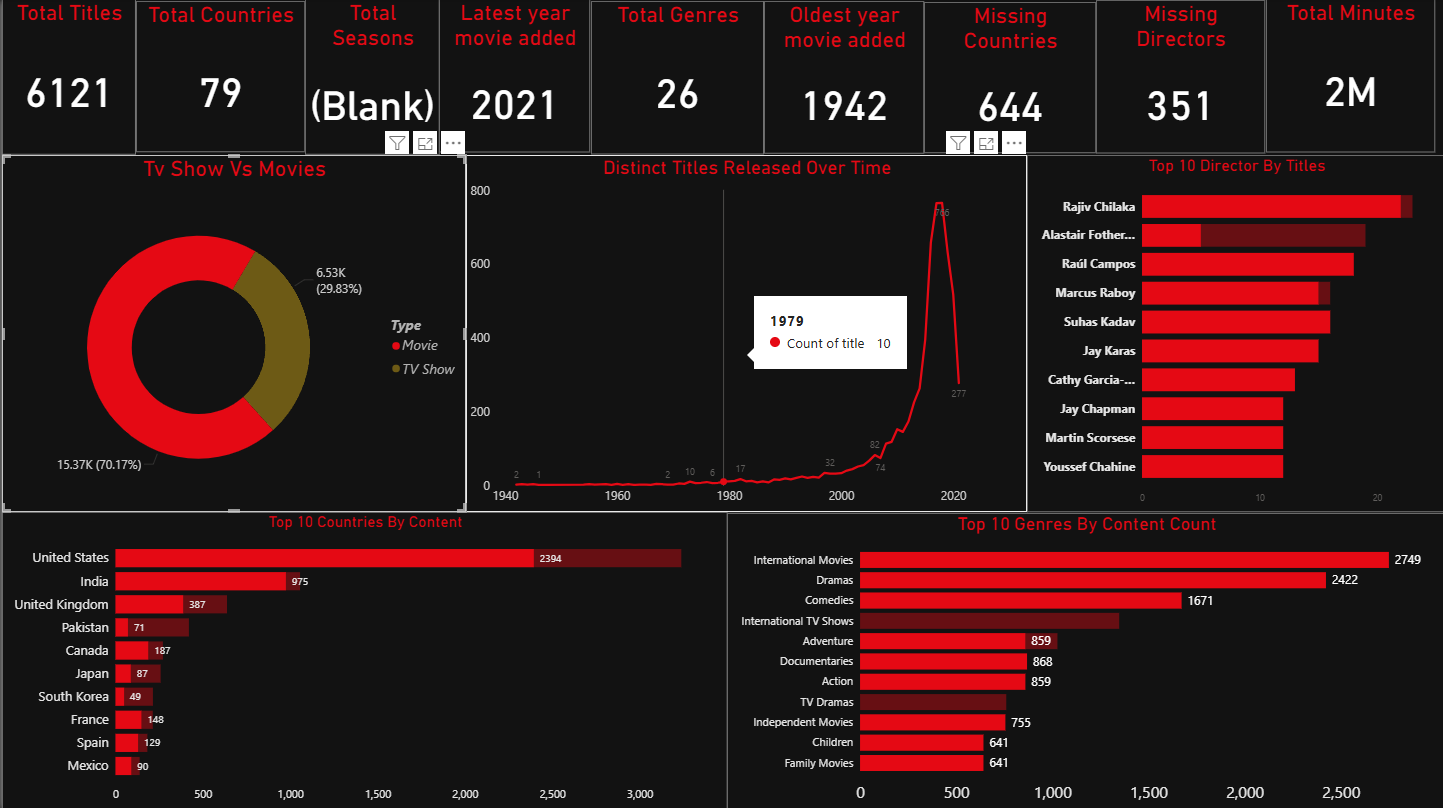 Total Titles
6121
Total Countries
79
Total
Seasons
(Blank)
Latest year
movie added
2021
Total Genres
26
Oldest year
movie added
1942
Missing
Countries
644
Missing
Directors
351
Total Minutes
2M
Tv Show Vs Movies
6.53K
(29.83%)
15.37K (70.17%)
Type
Movie
TV Show
Distinct Titles Released Over Time
800
600
400
200
0
2
1
2
10
6
17
32
82
74
766
277
1979
Count of title 10
1940
1960
1980
2000
2020
Top 10 Director By Titles
Rajiv Chilaka
Alastair Fother...
Raúl Campos
Marcus Raboy
Suhas Kadav
Jay Karas
Cathy Garcia-...
Jay Chapman
Martin Scorsese
Youssef Chahine
0
10
20
Top 10 Countries By Content
United States 2394
India 975
United Kingdom 387
Pakistan 71
Canada 187
Japan 87
South Korea 49
France 148
Spain 129
Mexico 90
0
500
1,000
1,500
2,000
2,500
3,000
Top 10 Genres By Content Count
International Movies 2749
Dramas 2422
Comedies 1671
International TV Shows
Adventure 859
Documentaries 868
Action 859
TV Dramas
Independent Movies 755
Children 641
Family Movies 641
0
500
1,000
1,500
2,000
2,500